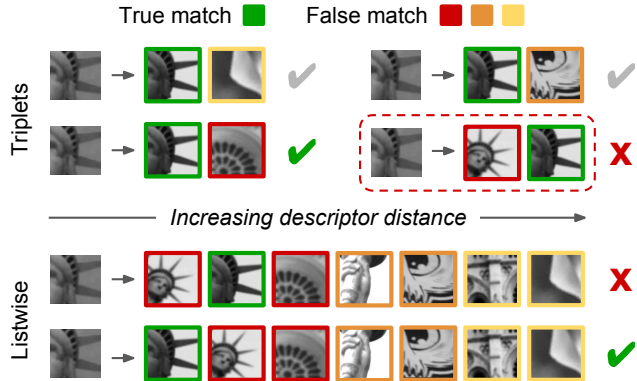 True match
False match
Triplets
X
Increasing descriptor distance
Listwise
X